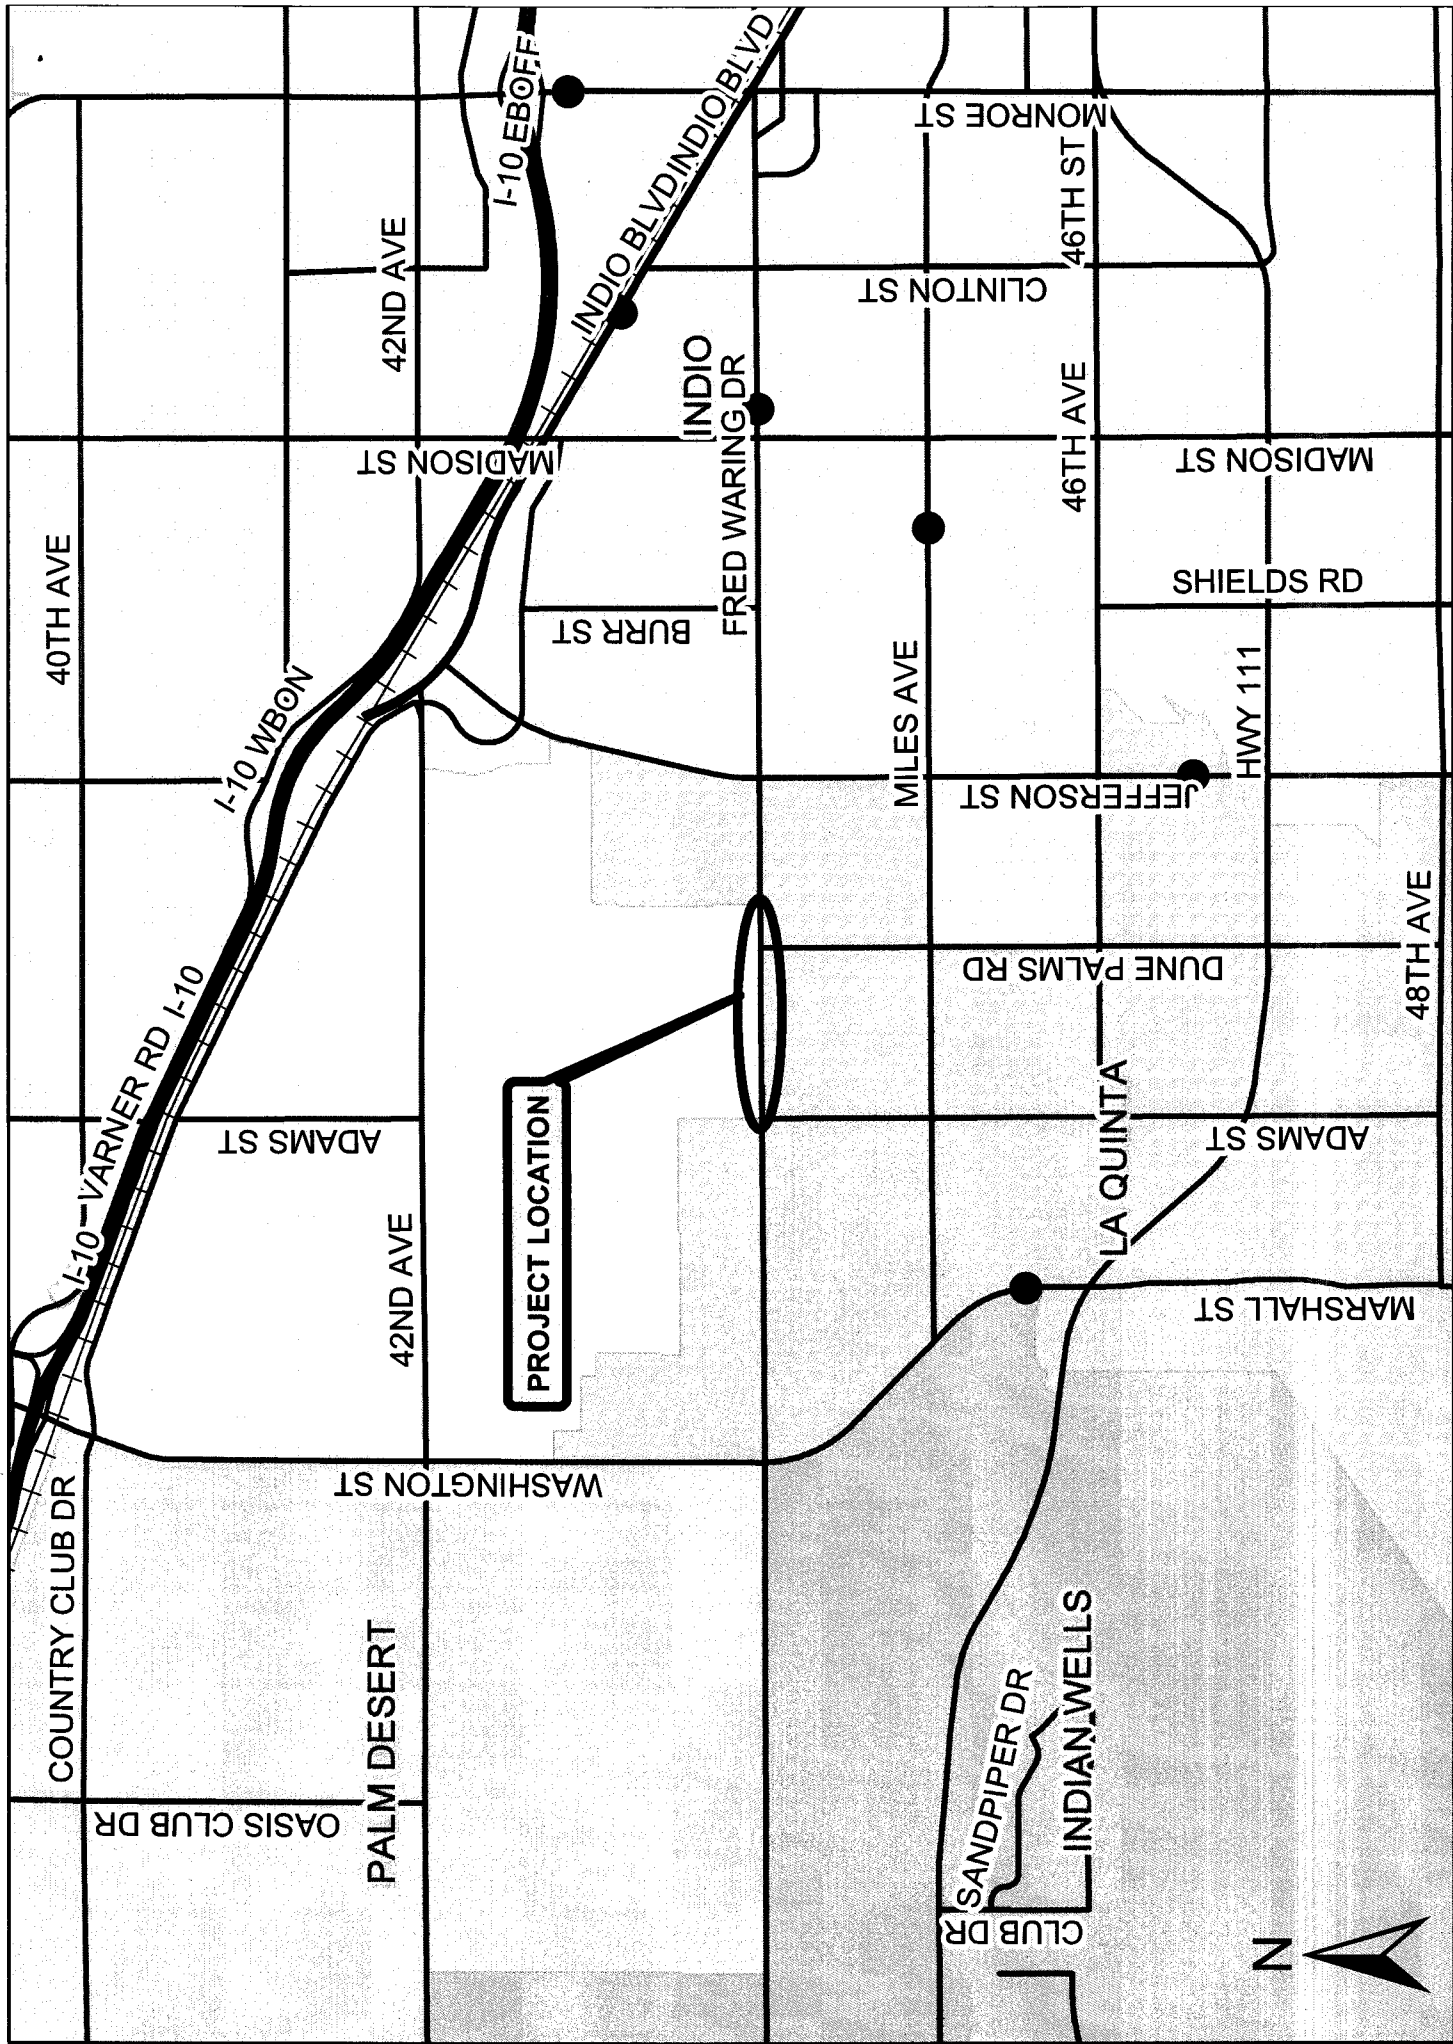 COUNTRY CLUB DR
OASIS CLUB DR
PALM DESERT
WASHINGTON ST
42ND AVE
I-10
VARNER RD
I-10
ADAMS ST
40TH AVE
I-10 WBON
42ND AVE
MADISON ST
I-10 EBOFF
INDIO BLVD
INDIO BLVD
PROJECT LOCATION
BURR ST
INDIO
FRED WARING DR
MILES AVE
MONROE ST
CLINTON ST
46TH ST
46TH AVE
JEFFERSON ST
DUNE PALMS RD
LA QUINTA
SHIELDS RD
MADISON ST
HWY 111
ADAMS ST
MARSHALL ST
48TH AVE
SANDPIPER DR
INDIAN WELLS
CLUB DR
N